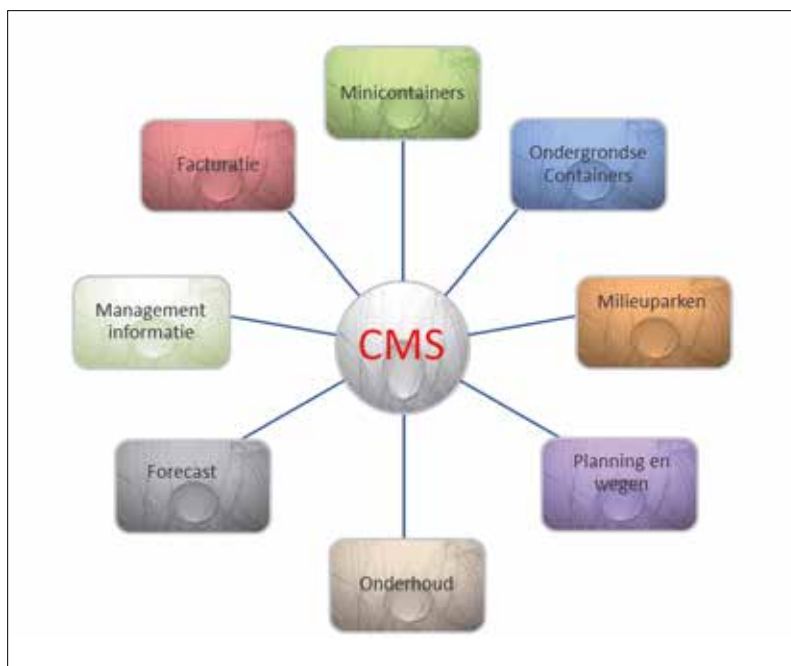 Minicontainers
Facturatie
Ondergrondse
Containers
Management
informatie
CMS
Milieuparken
Forecast
Planning en
wegen
Onderhoud